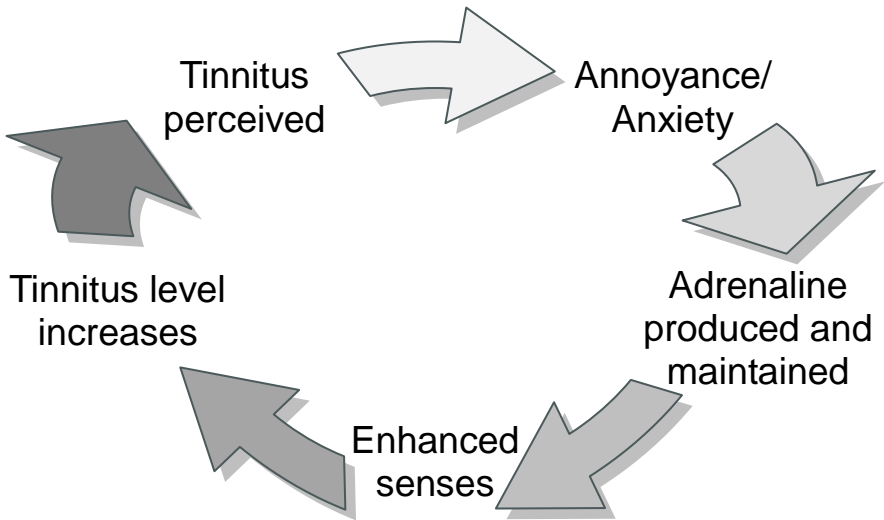 Tinnitus
perceived
Annoyance/
Anxiety
Adrenaline
produced and
maintained
Enhanced
senses
Tinnitus level
increases